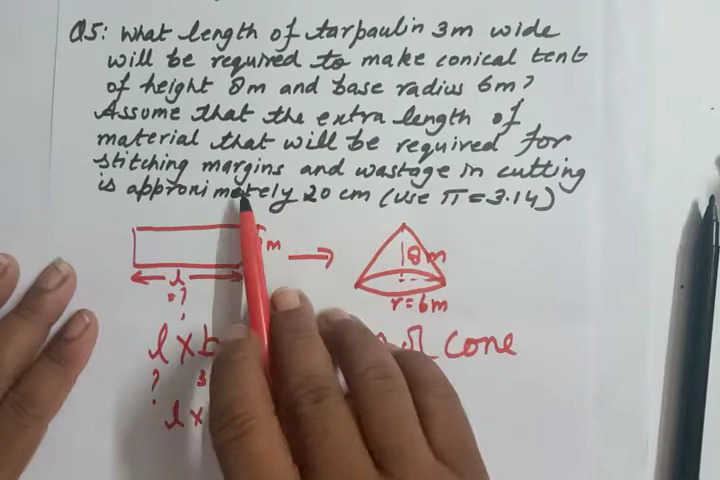 Q5: What length of tarpaulin 3m wide
will be required to make conical tent
of height 8m and base radius 6m?
Assume that the extra length of
material that will be required for
stitching margins and wastage in cutting
is approximately 20 cm (use π = 3.14)
m
8m
l
?
r = 6m
l x b
of cone
? 3
l x